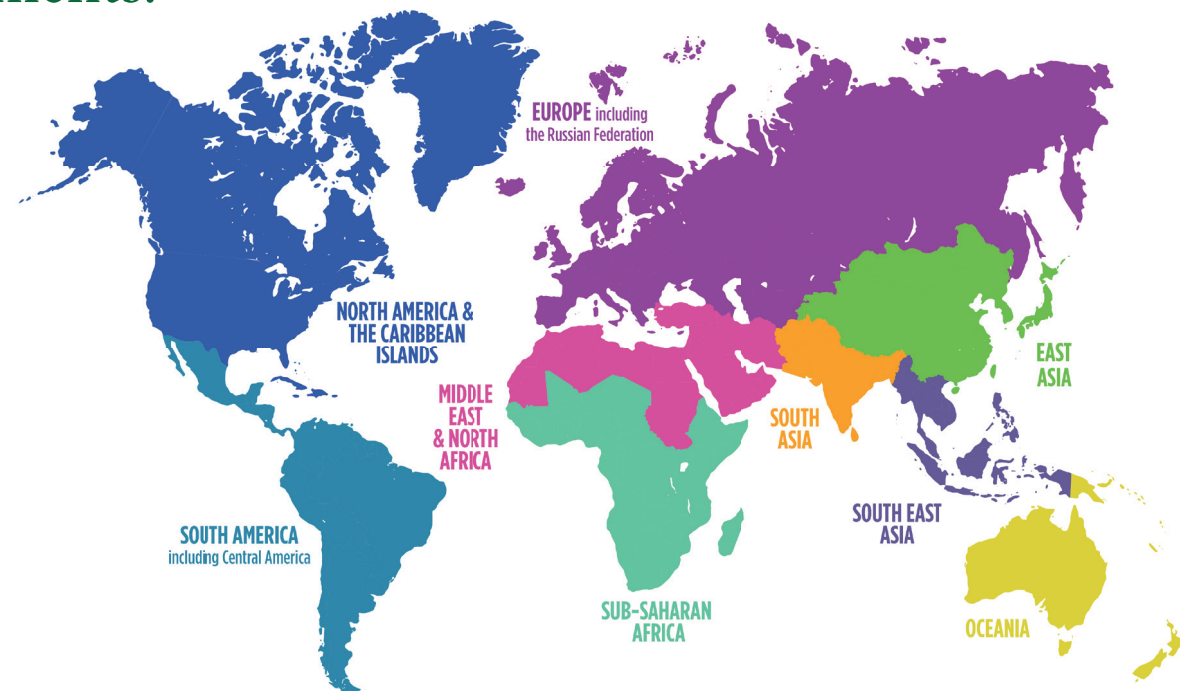 EUROPE including
the Russian Federation
NORTH AMERICA &
THE CARIBBEAN
ISLANDS
EAST
ASIA
MIDDLE
EAST
& NORTH
AFRICA
SOUTH
ASIA
SOUTH EAST
ASIA
SOUTH AMERICA
including Central America
SUB-SAHARAN
AFRICA
OCEANIA